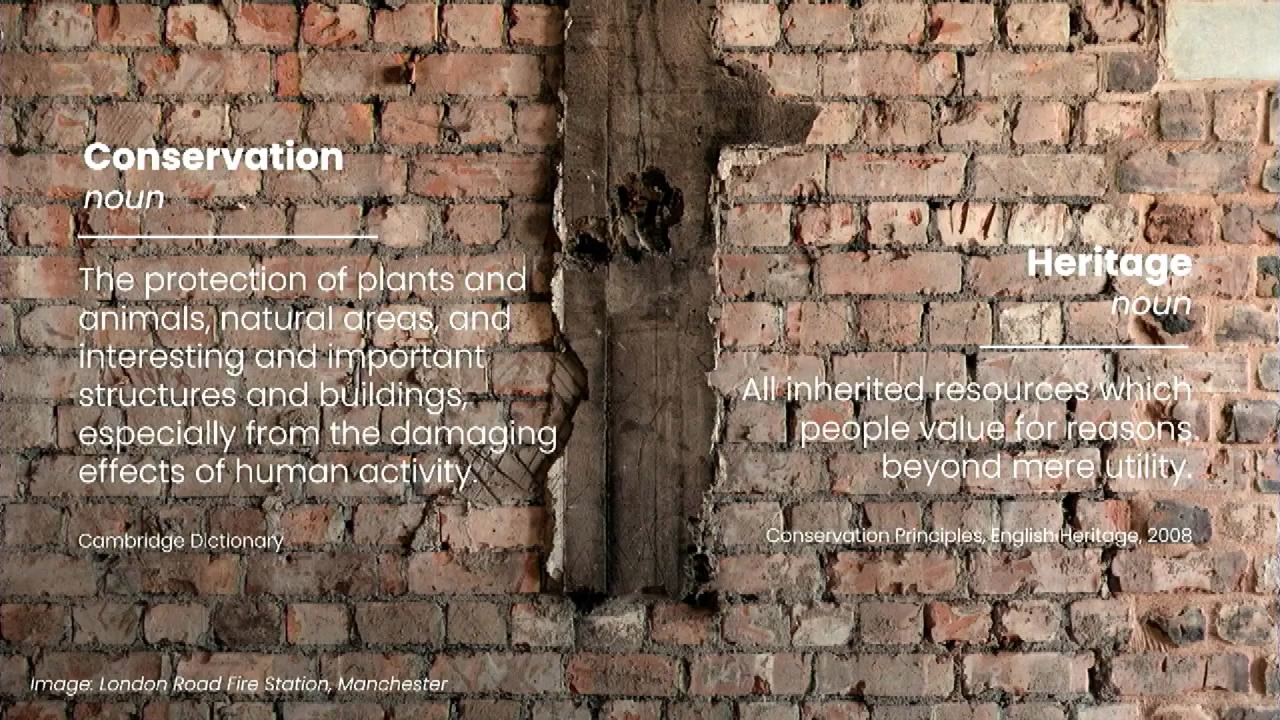 Conservation
noun
The protection of plants and
animals, natural areas, and
interesting and important
structures and buildings,
especially from the damaging
effects of human activity.
Cambridge Dictionary
Heritage
noun
All inherited resources which
people value for reasons
beyond mere utility.
Conservation Principles, English Heritage, 2008
Image: London Road Fire Station, Manchester